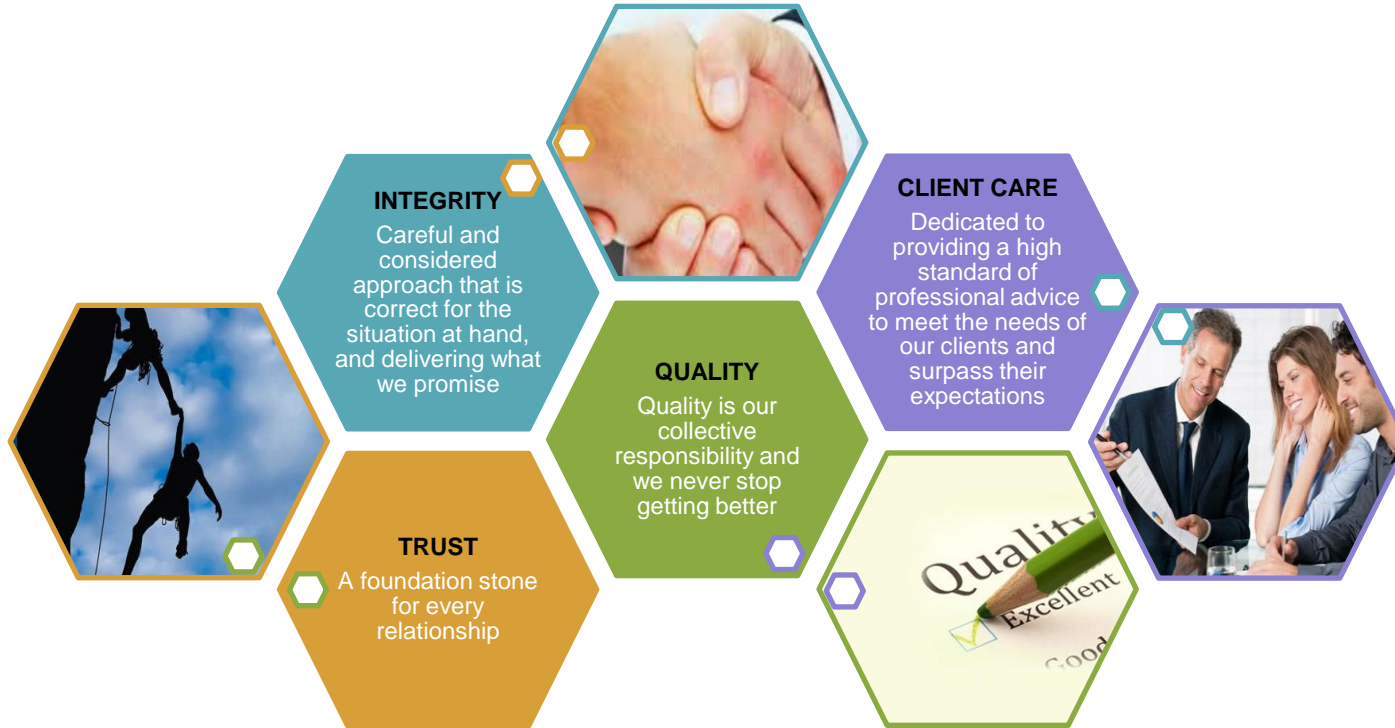 INTEGRITY
Careful and
considered
approach that is
correct for the
situation at hand,
and delivering what
we promise
CLIENT CARE
Dedicated to
providing a high
standard of
professional advice
to meet the needs of
our clients and
surpass their
expectations
QUALITY
Quality is our
collective
responsibility and
we never stop
getting better
TRUST
A foundation stone
for every
relationship
Quality
Excellent
Good